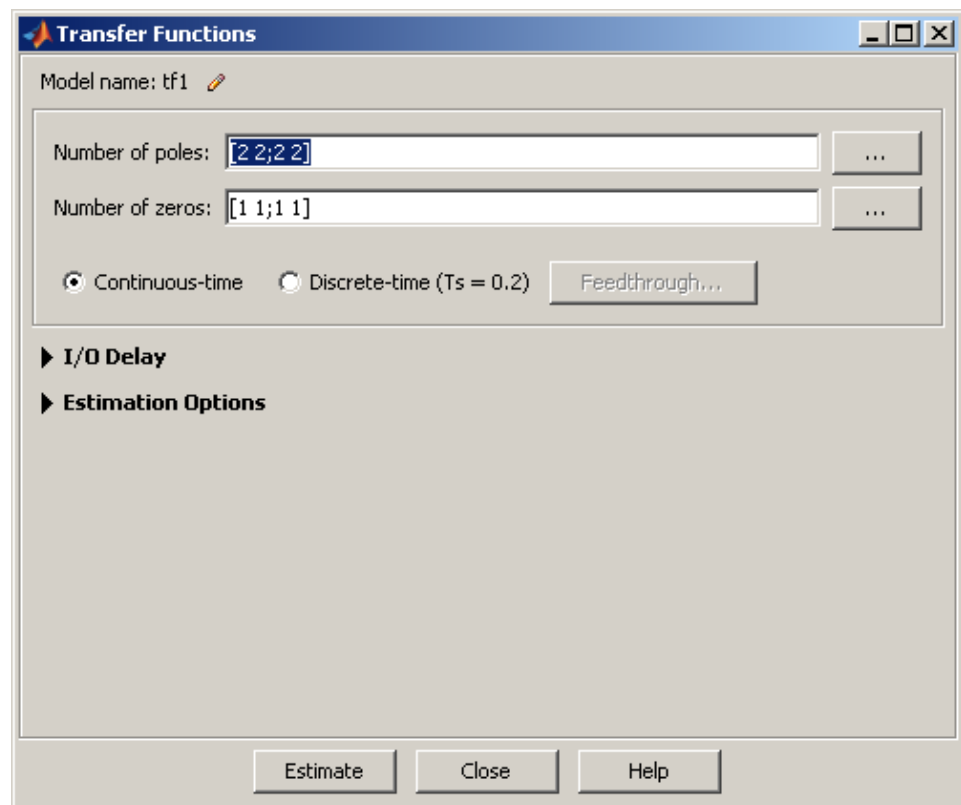 Transfer Functions
Model name: tf1
Number of poles: [2 2;2 2] ...
Number of zeros: [1 1;1 1] ...
Continuous-time Discrete-time (Ts = 0.2) Feedthrough...
I/O Delay
Estimation Options
Estimate Close Help